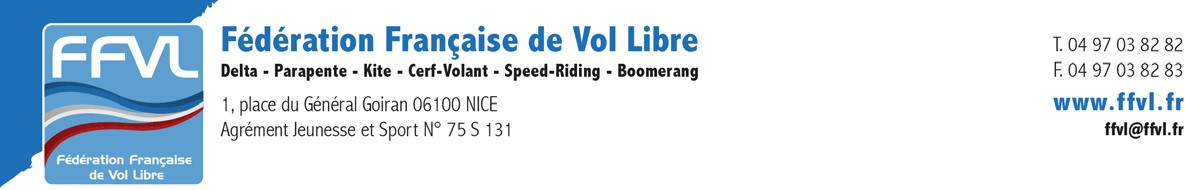 FFVL
Fédération Française
de Vol Libre
Fédération Française de Vol Libre
Delta - Parapente - Kite - Cerf-Volant - Speed-Riding - Boomerang
1, place du Général Goiran 06100 NICE
Agrément Jeunesse et Sport N° 75 S 131
T. 04 97 03 82 82
F. 04 97 03 82 83
www.ffvl.fr
ffvl@ffvl.fr